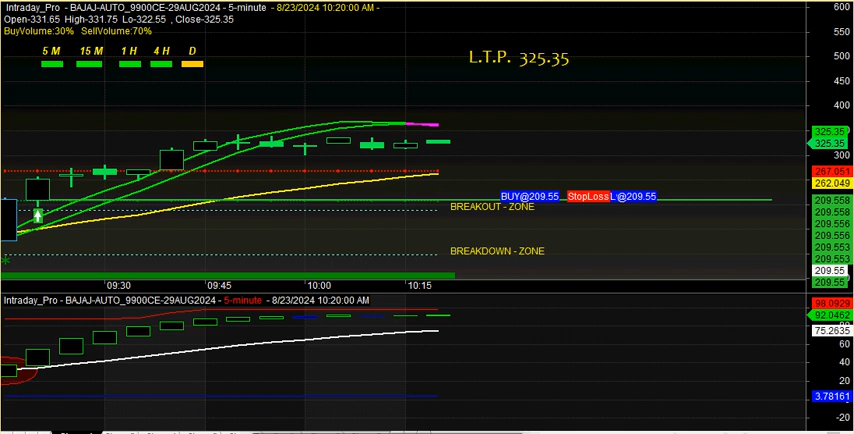 Intraday_Pro - BAJAJ-AUTO_9900CE-29AUG2024 - 5-minute - 8/23/2024 10:20:00 AM -
Open-331.65 High-331.75 Lo-322.55 , Close-325.35
BuyVolume:30% SellVolume:70%
5 M 15 M 1 H 4 H D
L.T.P. 325.35
600
550
500
450
400
325.35
325.35
300
267.051
262.049
BUY@209.55 StopLoss L\@209.55
209.558
BREAKOUT - ZONE
209.558
209.556
209.556
209.553
BREAKDOWN - ZONE
209.55
209.55
09:30 09:45 10:00 10:15
Intraday_Pro - BAJAJ-AUTO_9900CE-29AUG2024 - 5-minute - 8/23/2024 10:20:00 AM
98.0929
92.0462
75.2635
60
40
20
3.78161
-20